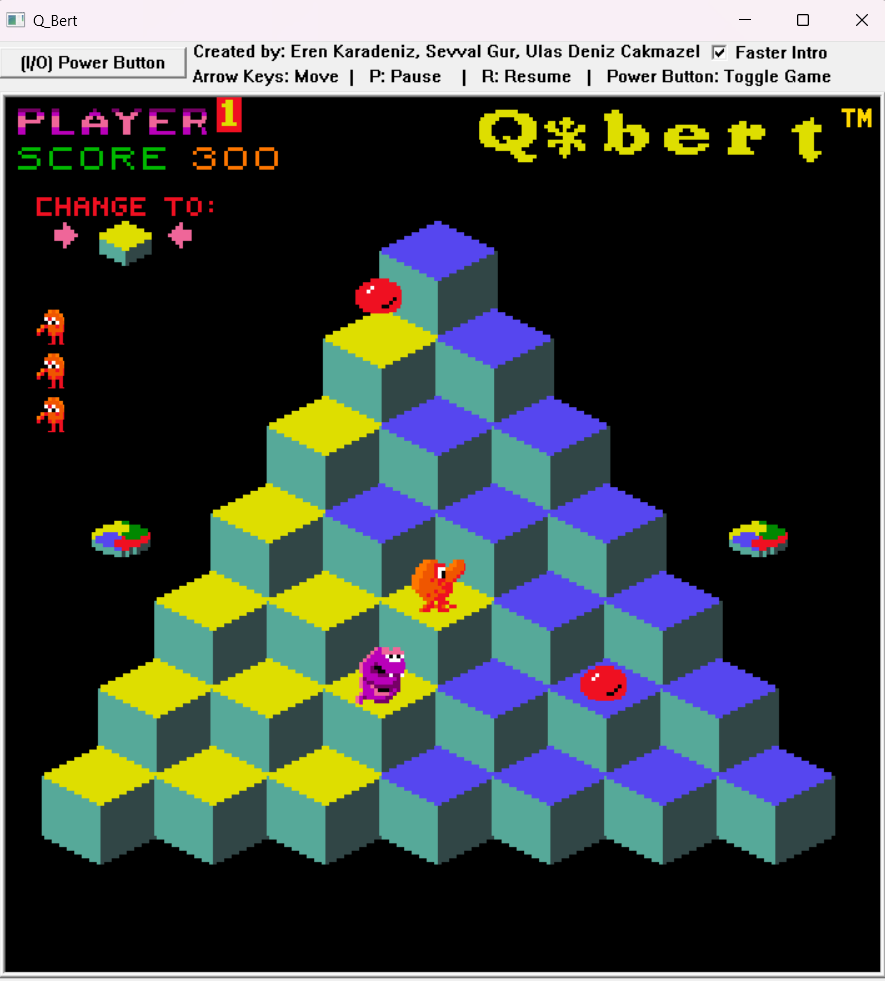 Q_Bert
(I/O) Power Button
Created by: Eren Karadeniz, Sevval Gur, Ulas Deniz Cakmazel
Faster Intro
Arrow Keys: Move | P: Pause | R: Resume | Power Button: Toggle Game
PLAYER 1
Q*bert TM
SCORE 300
CHANGE TO: